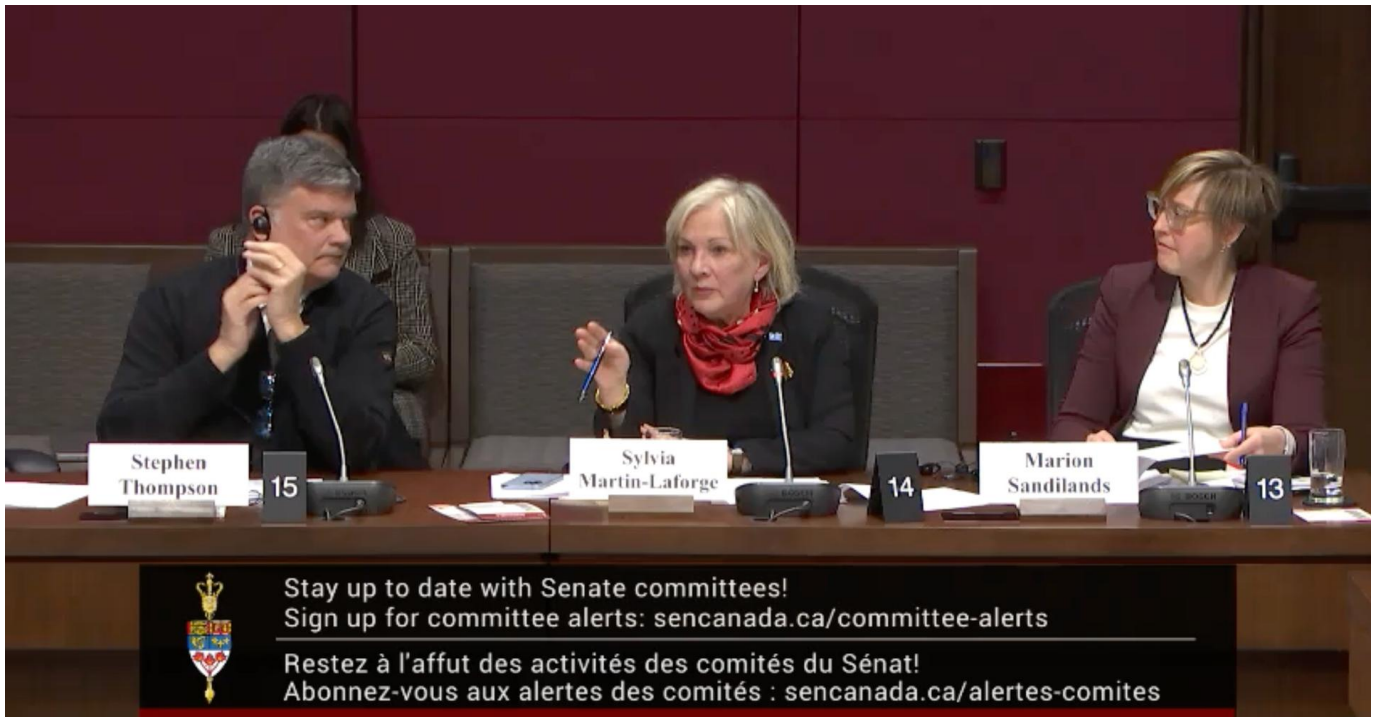 Stephen
Thompson
15
Sylvia
Martin-Laforge
BOSCH
14
Marion
Sandilands
BOSCH
13
Stay up to date with Senate committees!
Sign up for committee alerts: sencanada.ca/committee-alerts
Restez à l'affut des activités des comités du Sénat!
Abonnez-vous aux alertes des comités : sencanada.ca/alertes-comites